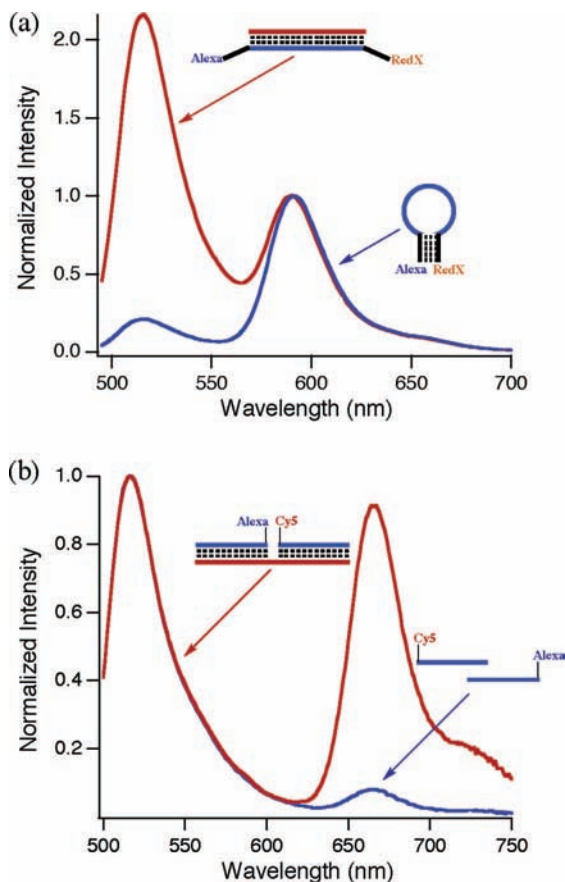 (a)
2.0
1.5
1.0
0.5
0.0
Normalized Intensity
Alexa
RedX
Alexa RedX
500 550 600 650 700
Wavelength (nm)
(b)
1.0
0.8
0.6
0.4
0.2
Normalized Intensity
Alexa Cy5
Cy5
Alexa
500 550 600 650 700 750
Wavelength (nm)